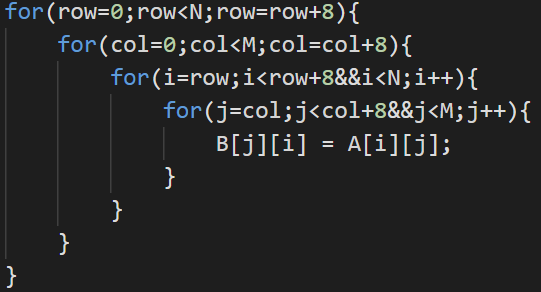 for(row=0;row<N;row=row+8){
    for(col=0;col<M;col=col+8){
        for(i=row;i<row+8&&i<N;i++){
            for(j=col;j<col+8&&j<M;j++){
                B[j][i] = A[i][j];
            }
        }
    }
}